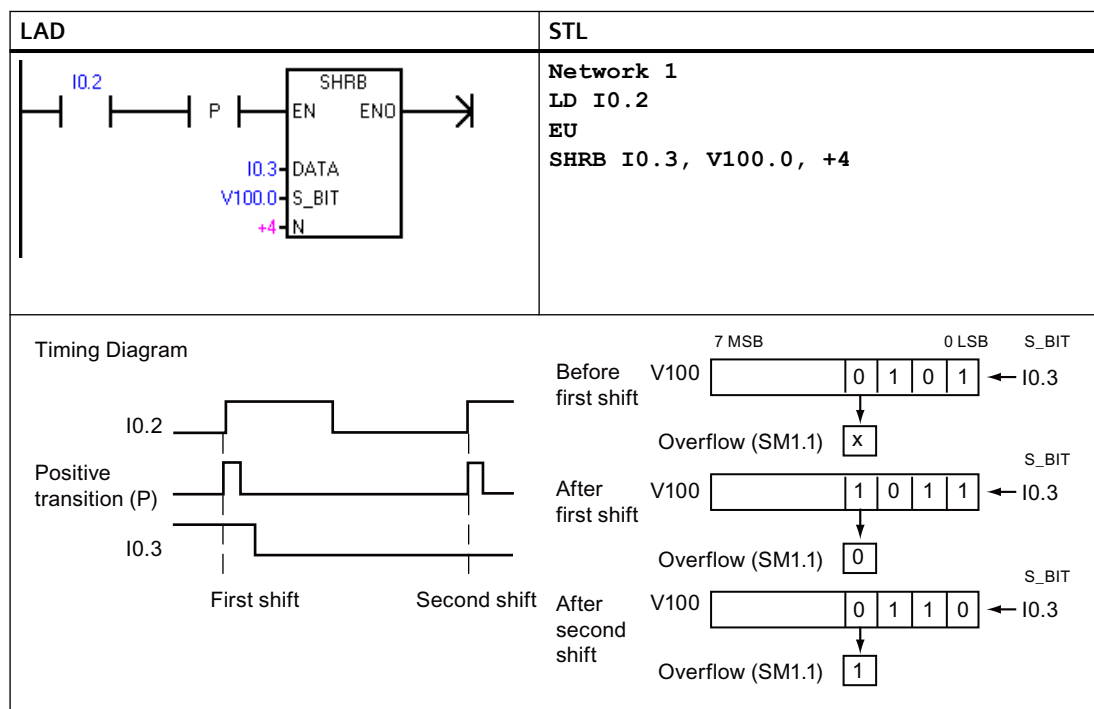 LAD
STL
I0.2
P
SHRB
EN ENO
I0.3 DATA
V100.0 S_BIT
+4 N
Network 1
LD I0.2
EU
SHRB I0.3, V100.0, +4
Timing Diagram
I0.2
Positive
transition (P)
I0.3
First shift
Second shift
7 MSB 0 LSB S_BIT
Before
first shift
V100 0 1 0 1 I0.3
Overflow (SM1.1) x
S_BIT
After
first shift
V100 1 0 1 1 I0.3
Overflow (SM1.1) 0
S_BIT
After
second
shift
V100 0 1 1 0 I0.3
Overflow (SM1.1) 1